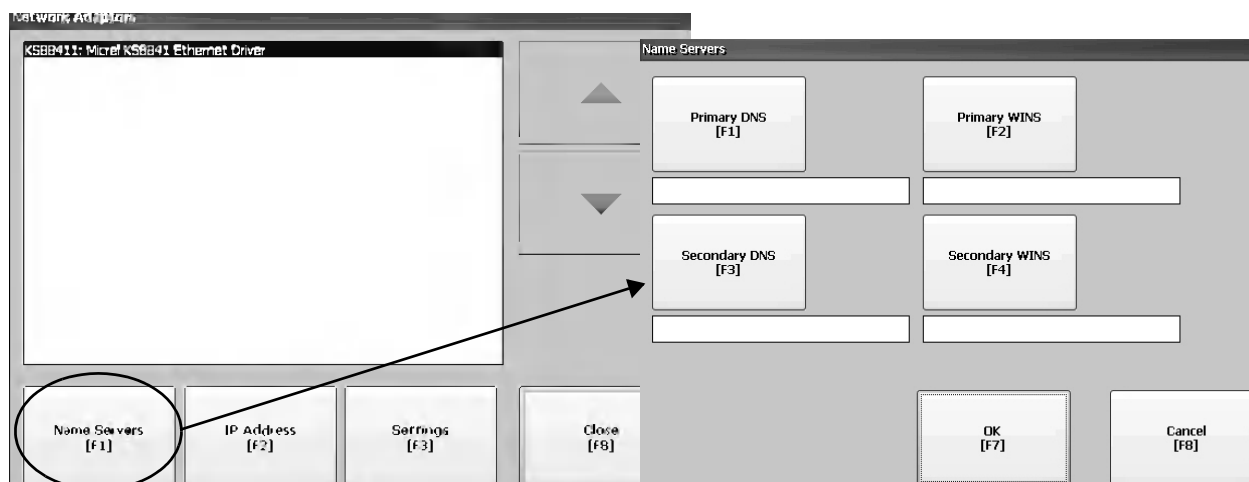 Network Adapters
KS88411: Micrel KS8841 Ethernet Driver
Name Servers
[F1]
IP Address
[F2]
Settings
[F3]
Close
[F8]
Name Servers
Primary DNS
[F1]
Primary WINS
[F2]
Secondary DNS
[F3]
Secondary WINS
[F4]
OK
[F7]
Cancel
[F8]